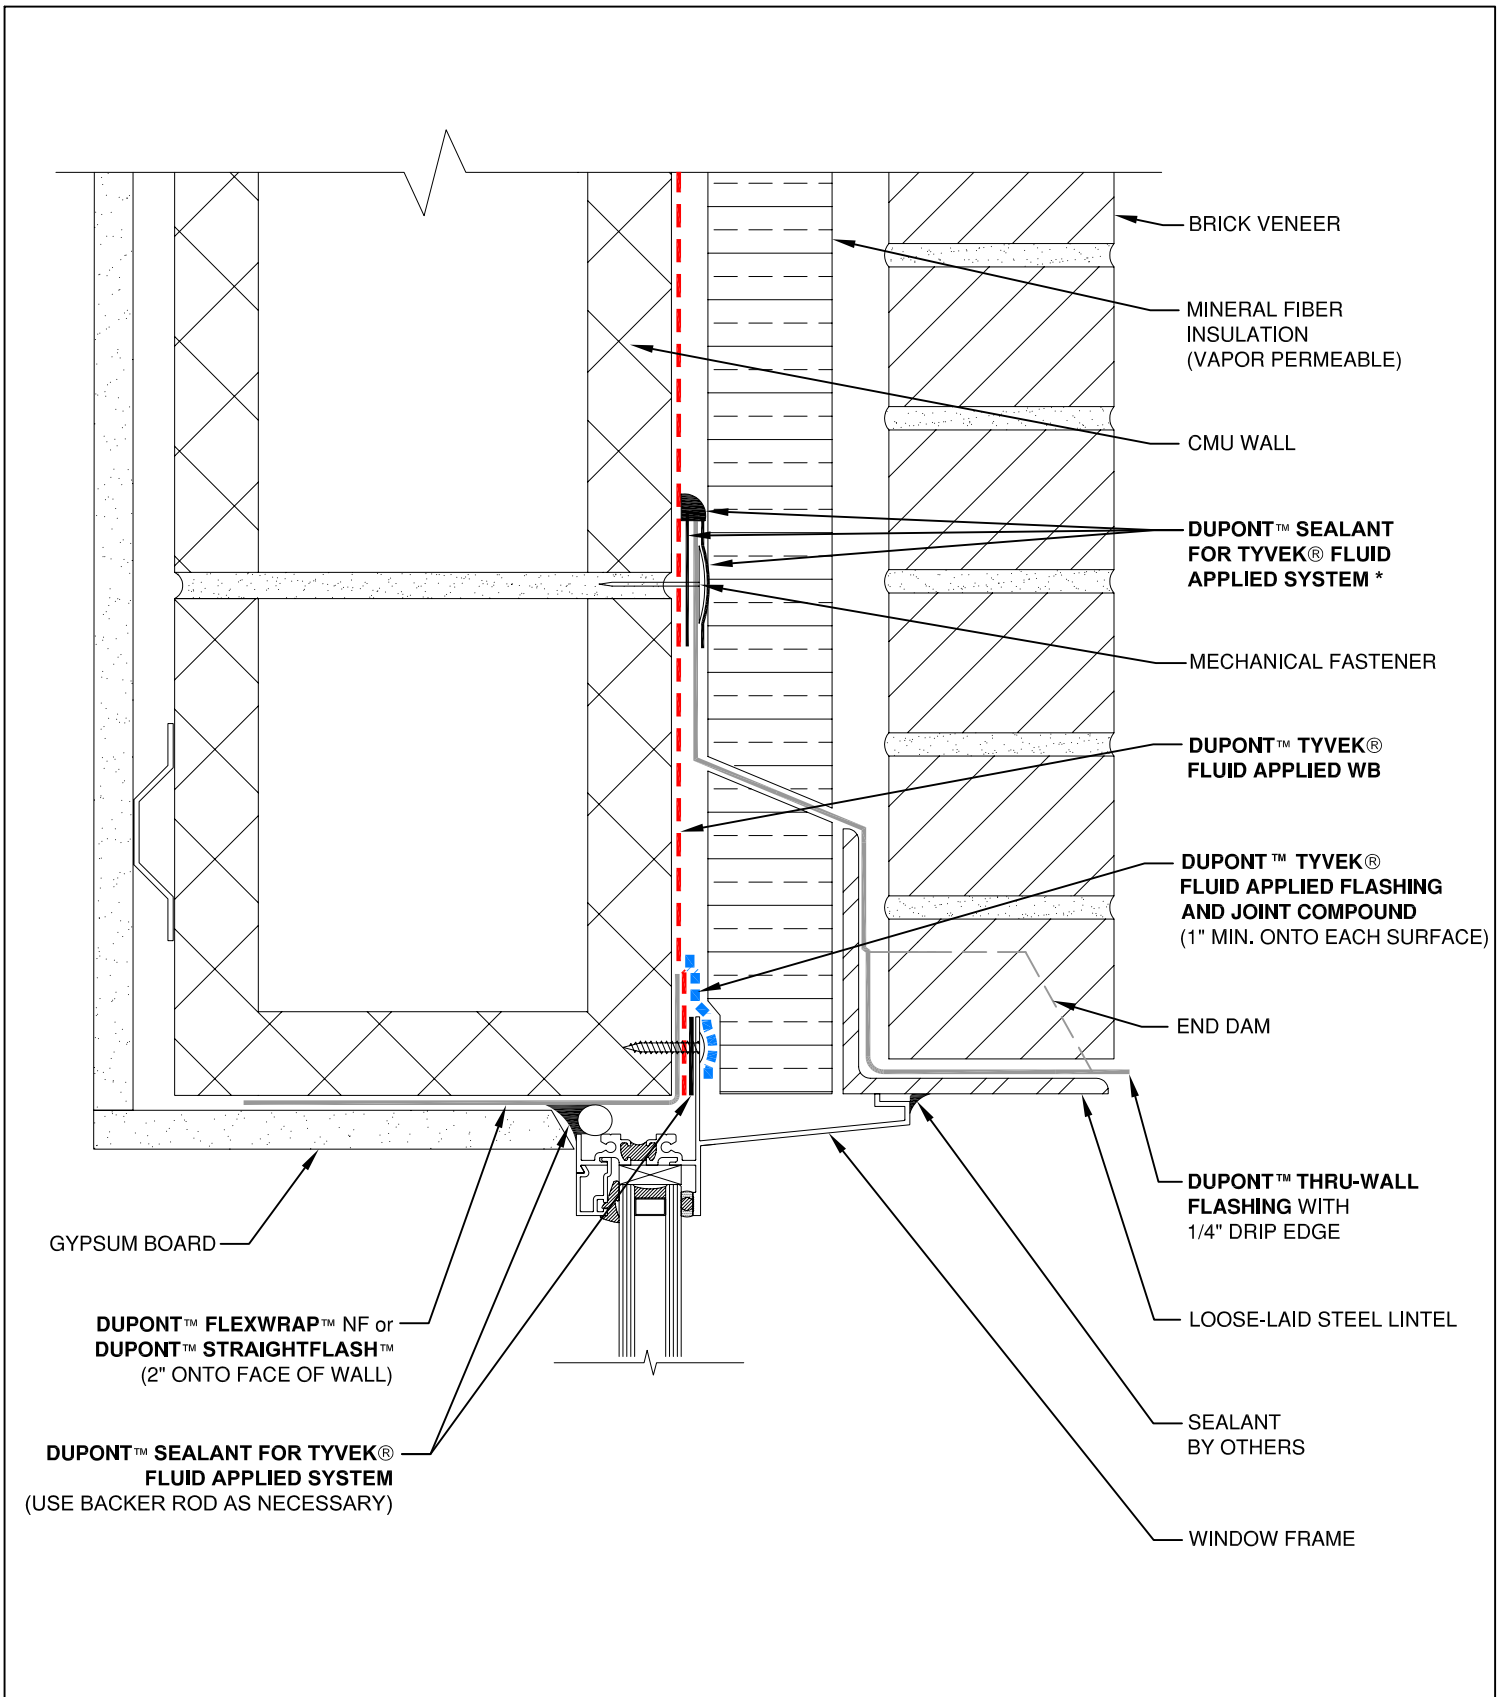 BRICK VENEER
MINERAL FIBER
INSULATION
(VAPOR PERMEABLE)
CMU WALL
DUPONT™ SEALANT
FOR TYVEK® FLUID
APPLIED SYSTEM *
MECHANICAL FASTENER
DUPONT™ TYVEK®
FLUID APPLIED WB
DUPONT™ TYVEK®
FLUID APPLIED FLASHING
AND JOINT COMPOUND
(1" MIN. ONTO EACH SURFACE)
END DAM
DUPONT™ THRU-WALL
FLASHING WITH
1/4" DRIP EDGE
LOOSE-LAID STEEL LINTEL
SEALANT
BY OTHERS
WINDOW FRAME
GYPSUM BOARD
DUPONT™ FLEXWRAP™ NF or
DUPONT™ STRAIGHTFLASH™
(2" ONTO FACE OF WALL)
DUPONT™ SEALANT FOR TYVEK®
FLUID APPLIED SYSTEM
(USE BACKER ROD AS NECESSARY)